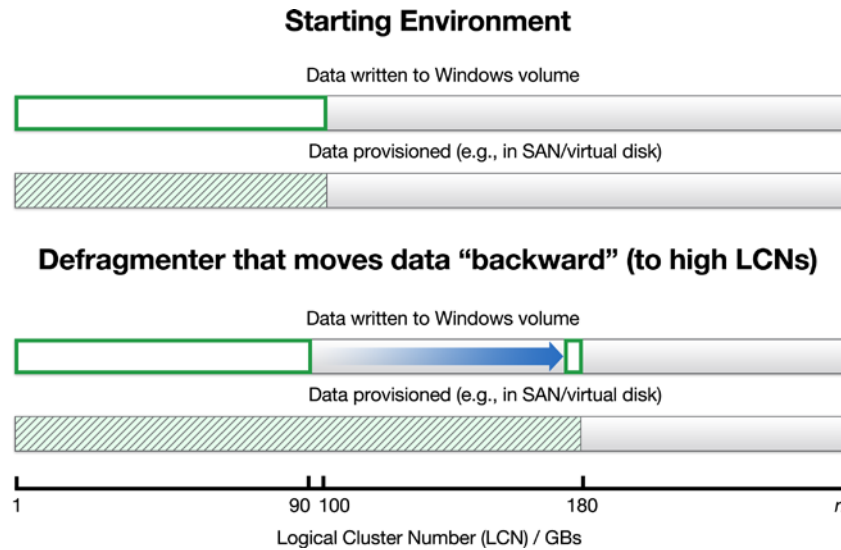 Starting Environment
Data written to Windows volume
Data provisioned (e.g., in SAN/virtual disk)
Defragmenter that moves data “backward” (to high LCNs)
Data written to Windows volume
Data provisioned (e.g., in SAN/virtual disk)
1 90 100 180
Logical Cluster Number (LCN) / GBs